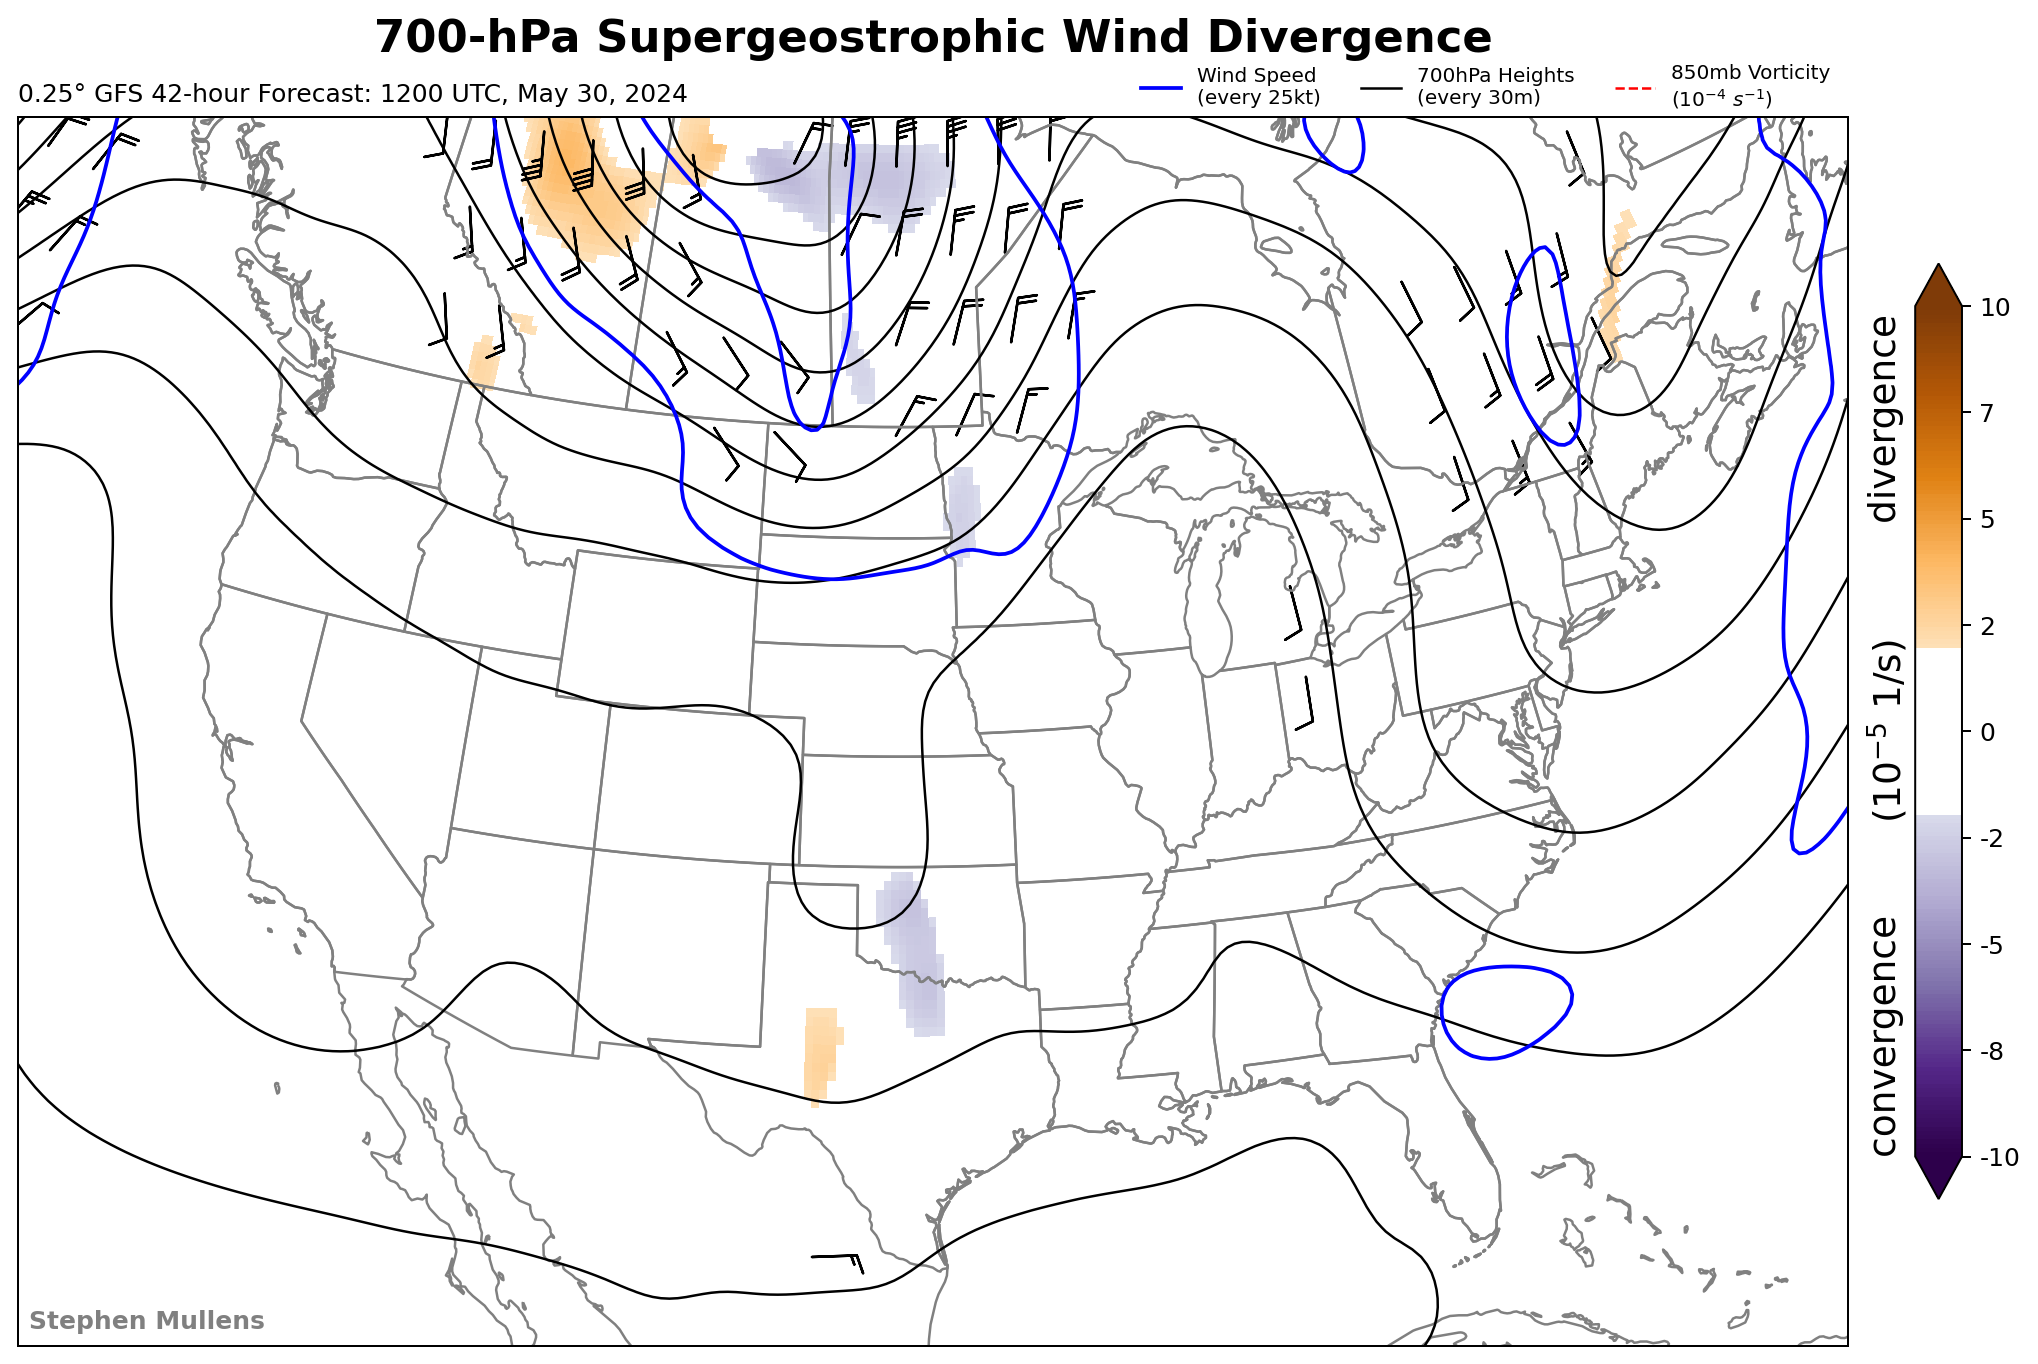 700-hPa Supergeostrophic Wind Divergence
0.25° GFS 42-hour Forecast: 1200 UTC, May 30, 2024
Wind Speed
(every 25kt)
700hPa Heights
(every 30m)
850mb Vorticity
(10⁻⁴ s⁻¹)
10
7
5
2
0
-2
-5
-8
-10
convergence (10⁻⁵ 1/s) divergence
Stephen Mullens